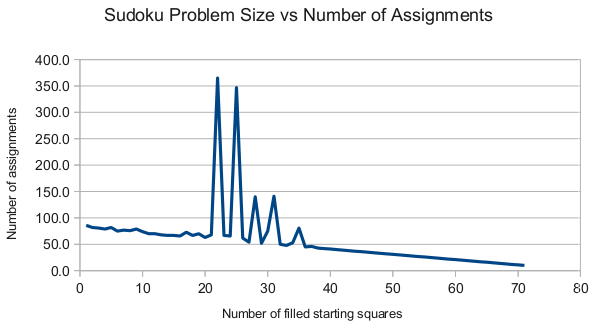 Sudoku Problem Size vs Number of Assignments
400.0
350.0
300.0
250.0
200.0
150.0
100.0
50.0
0.0
Number of assignments
0 10 20 30 40 50 60 70 80
Number of filled starting squares